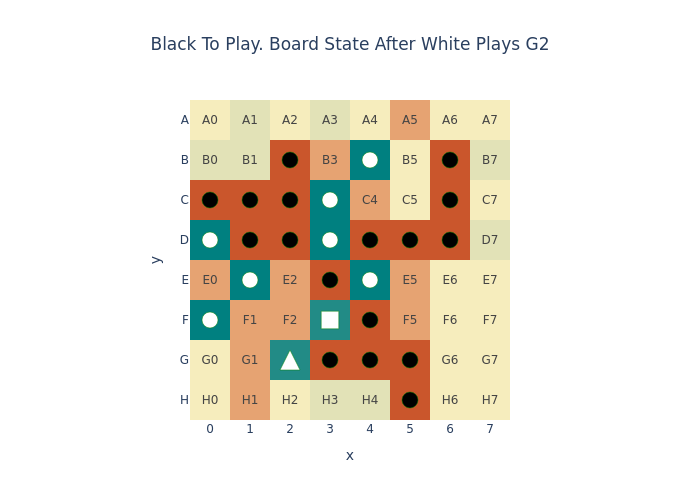 Black To Play. Board State After White Plays G2
A A0 A1 A2 A3 A4 A5 A6 A7
B B0 B1 B3 B5 B7
C C4 C5 C7
D D7
y
E E0 E2 E5 E6 E7
F F1 F2 F5 F6 F7
G G0 G1 G6 G7
H H0 H1 H2 H3 H4 H6 H7
0 1 2 3 4 5 6 7
x